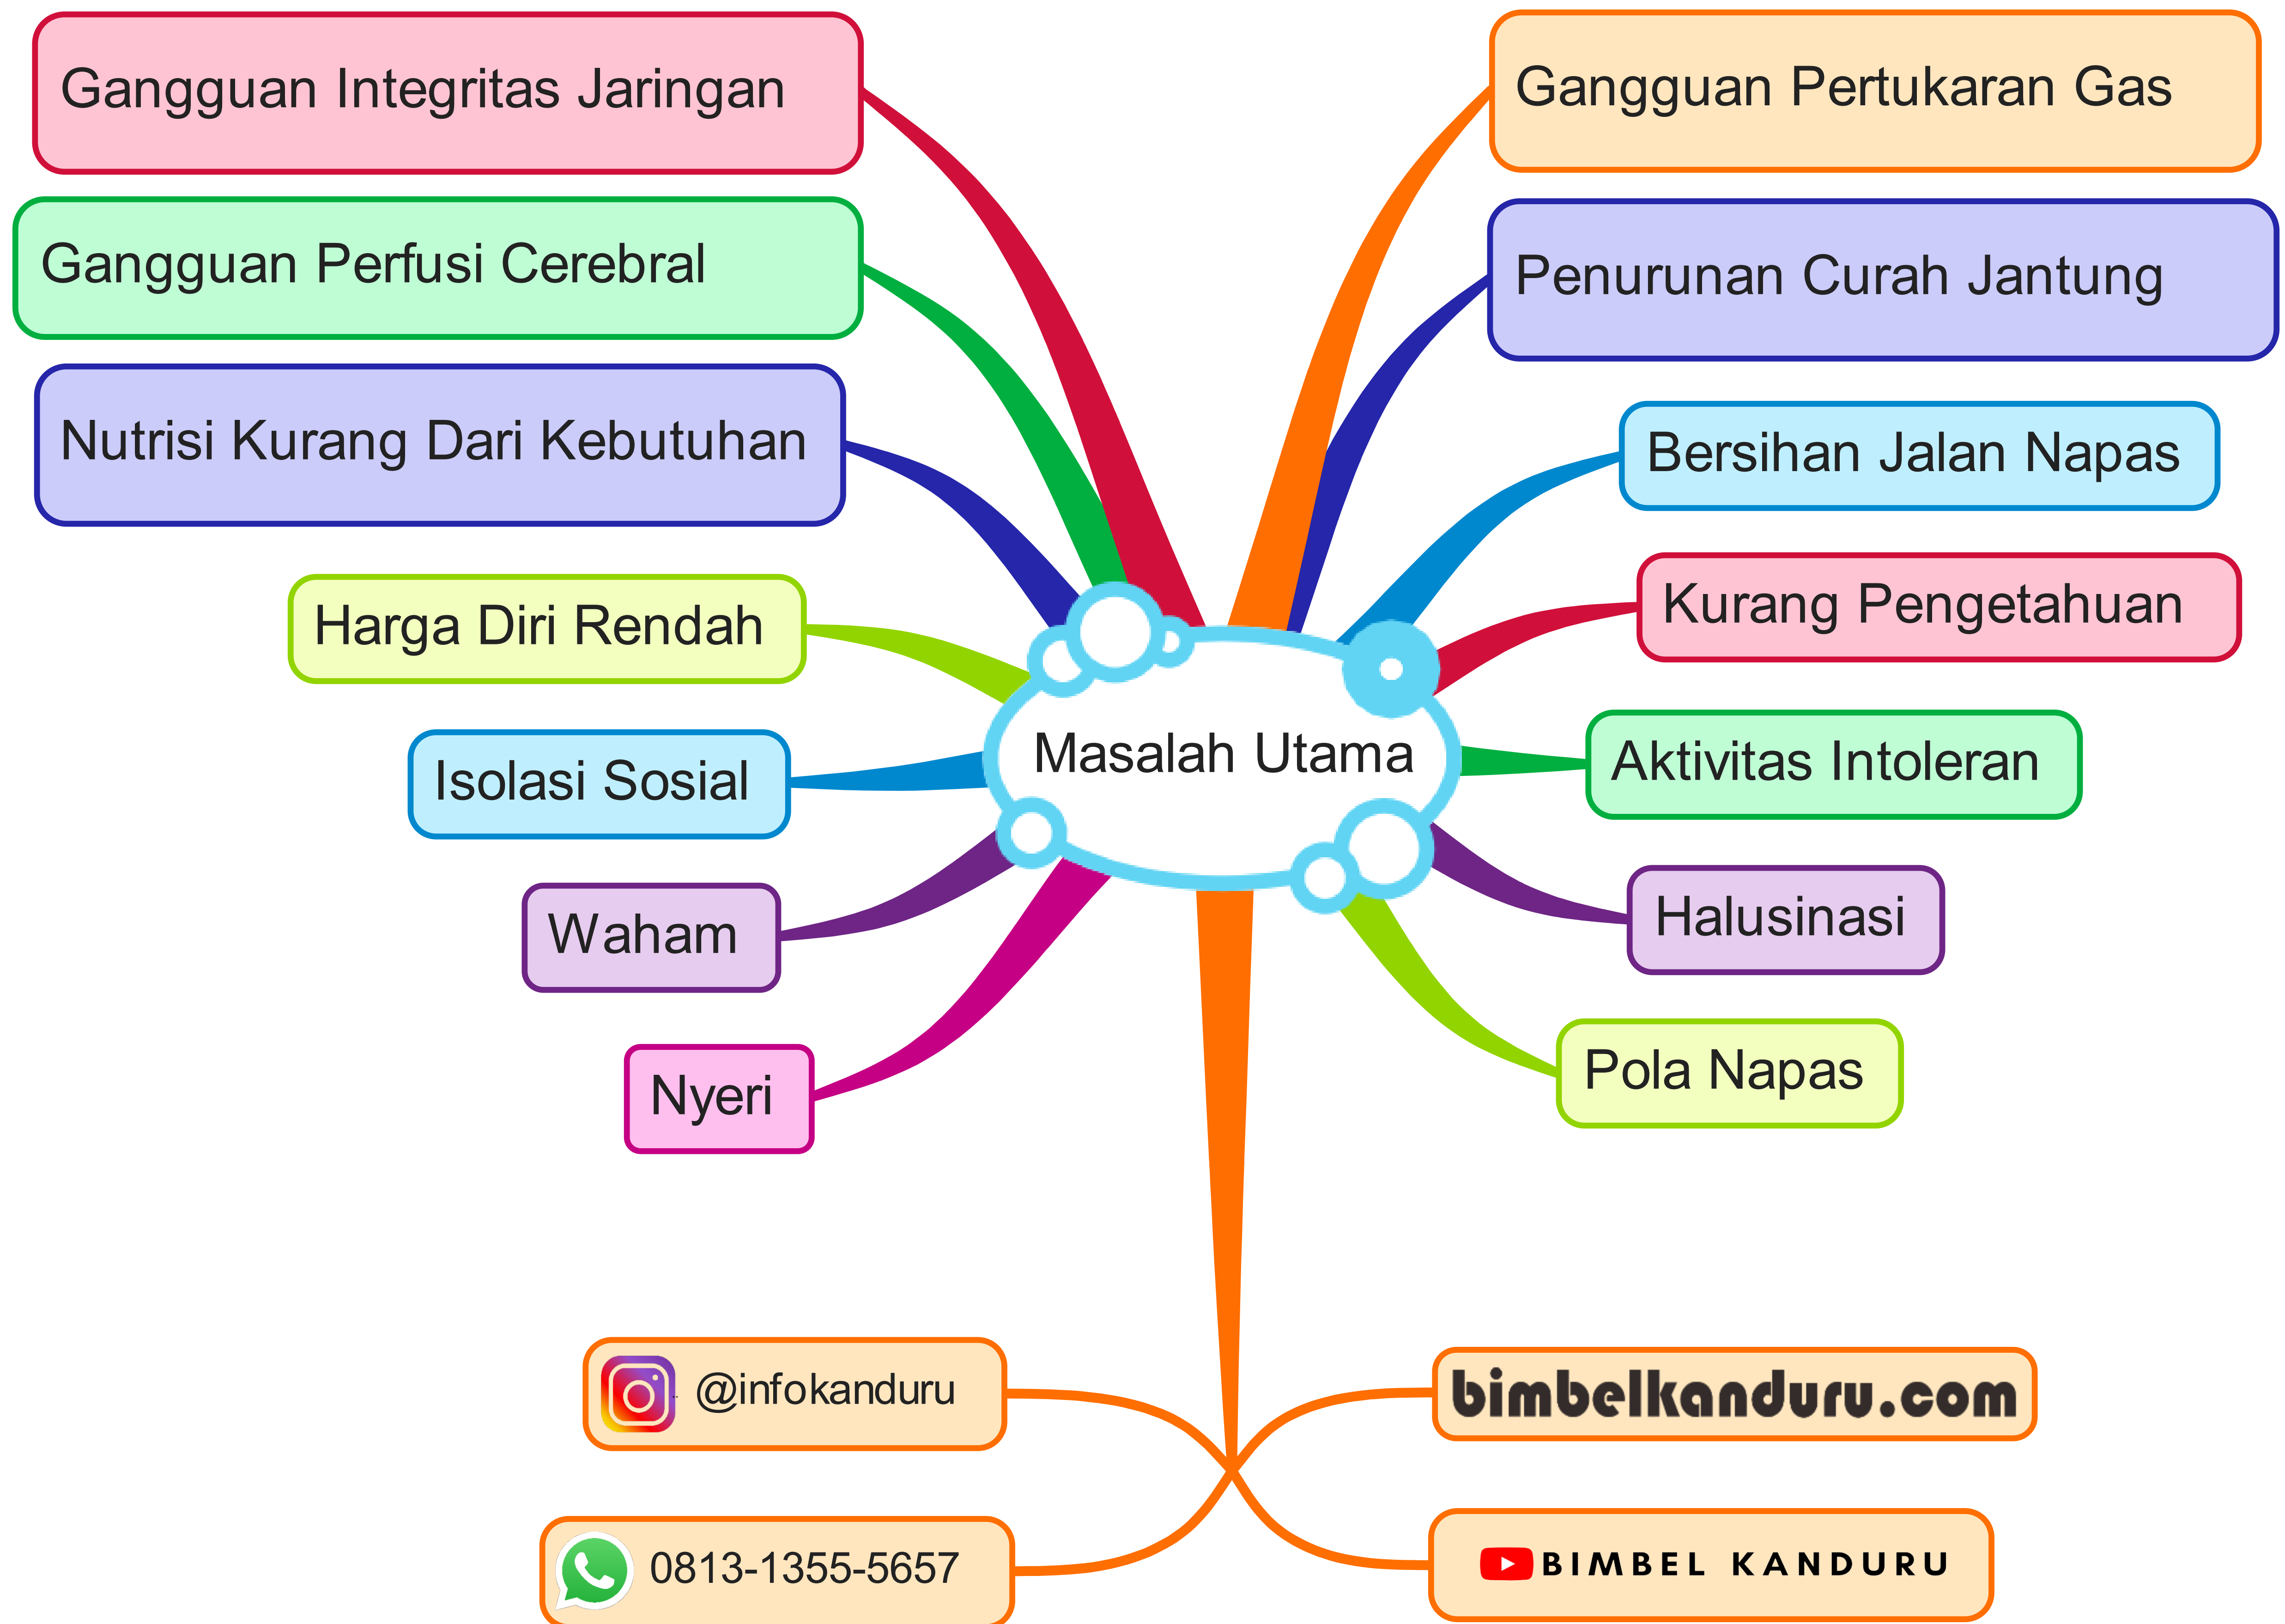 Gangguan Integritas Jaringan
Gangguan Perfusi Cerebral
Nutrisi Kurang Dari Kebutuhan
Harga Diri Rendah
Isolasi Sosial
Waham
Nyeri
Masalah Utama
Gangguan Pertukaran Gas
Penurunan Curah Jantung
Bersihan Jalan Napas
Kurang Pengetahuan
Aktivitas Intoleran
Halusinasi
Pola Napas
@infokanduru
0813-1355-5657
bimbelkanduru.com
BIMBEL KANDURU